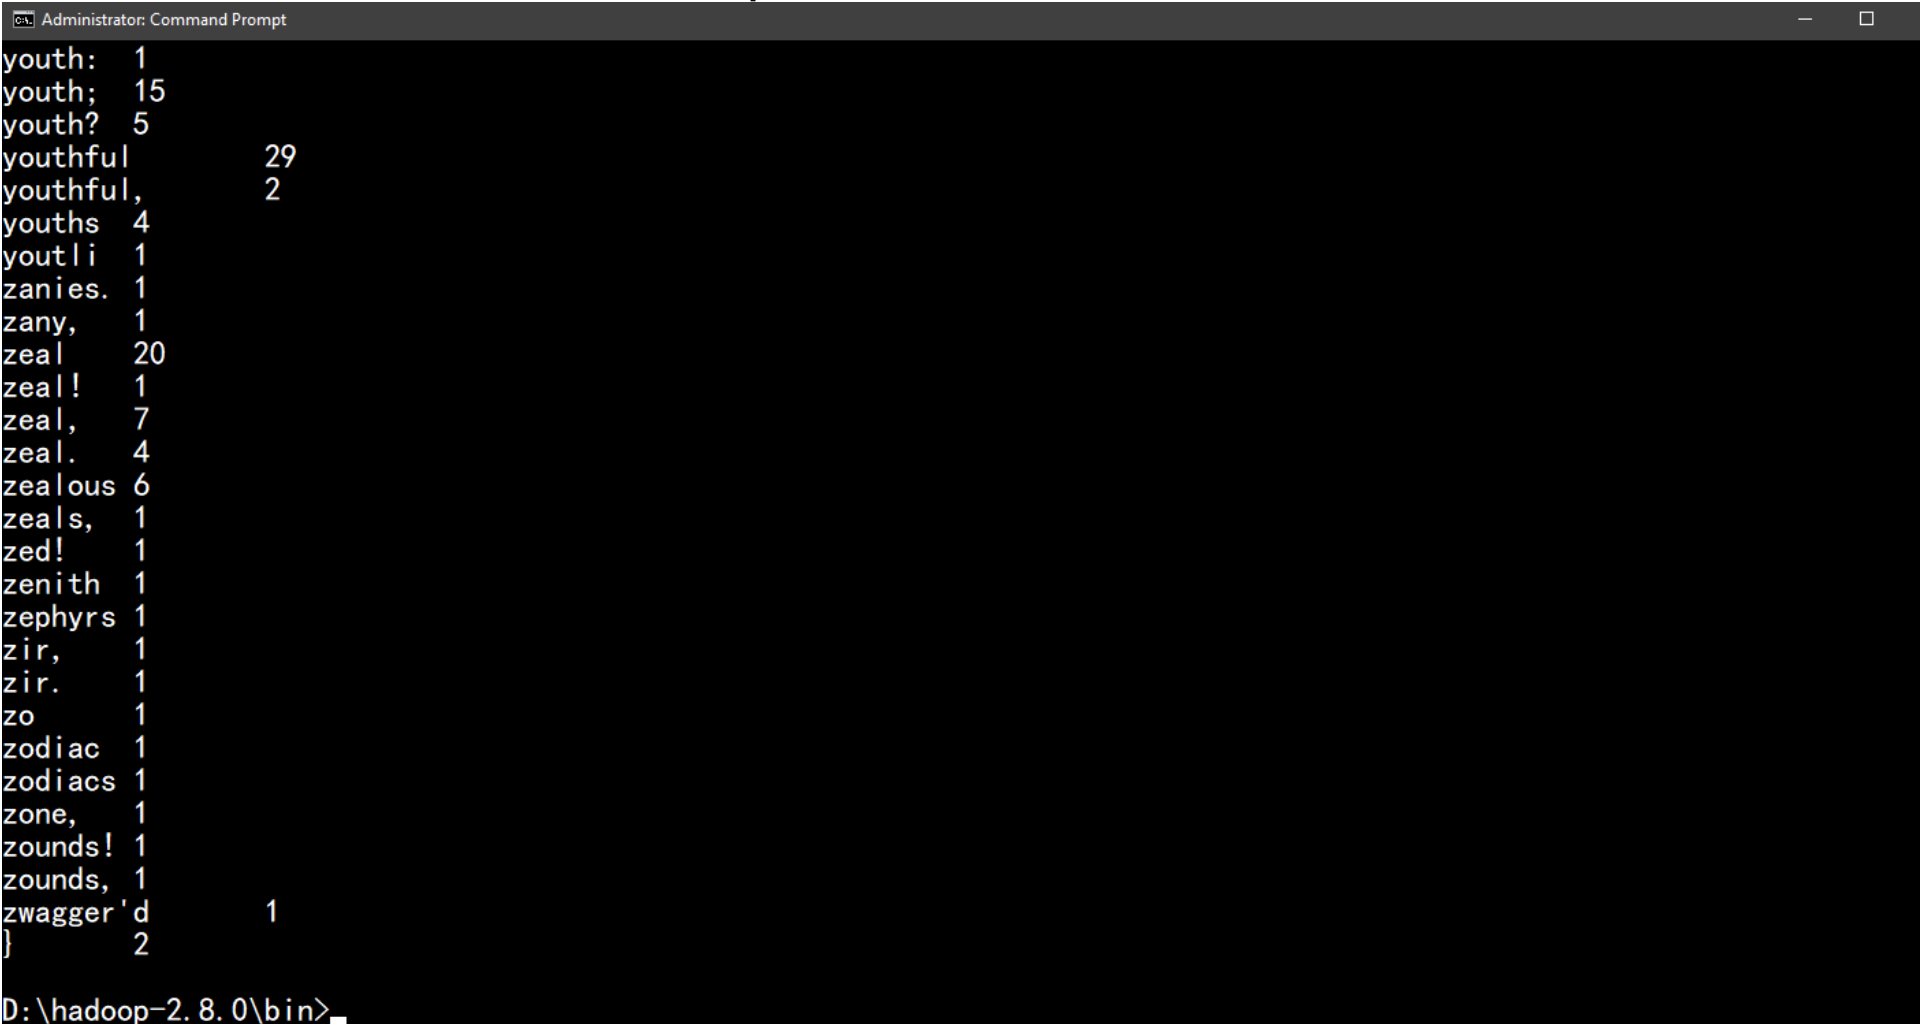 Administrator: Command Prompt
youth: 1
youth; 15
youth? 5
youthful 29
youthful, 2
youths 4
youtli 1
zanies. 1
zany, 1
zeal 20
zeal! 1
zeal, 7
zeal. 4
zealous 6
zeals, 1
zed! 1
zenith 1
zephyrs 1
zir, 1
zir. 1
zo 1
zodiac 1
zodiacs 1
zone, 1
zounds! 1
zounds, 1
zwagger'd 1
} 2
D:\hadoop-2.8.0\bin>